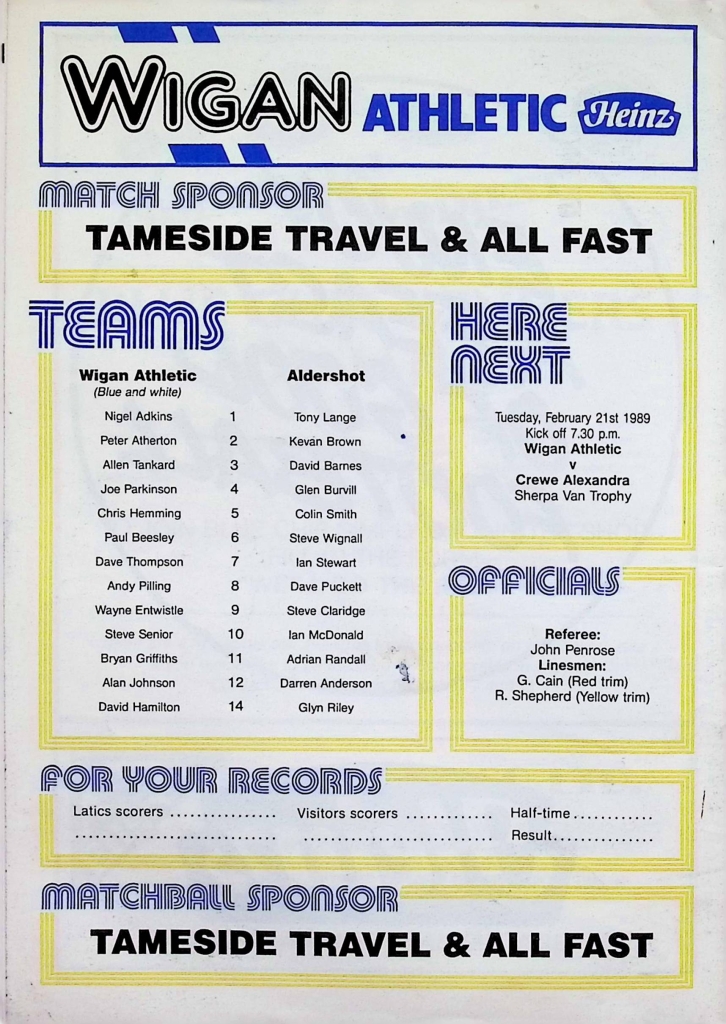 WIGAN ATHLETIC Heinz
MATCH SPONSOR
TAMESIDE TRAVEL & ALL FAST
TEAMS
Wigan Athletic Aldershot
(Blue and white)
Nigel Adkins 1 Tony Lange
Peter Atherton 2 Kevan Brown
Allen Tankard 3 David Barnes
Joe Parkinson 4 Glen Burvill
Chris Hemming 5 Colin Smith
Paul Beesley 6 Steve Wignall
Dave Thompson 7 Ian Stewart
Andy Pilling 8 Dave Puckett
Wayne Entwistle 9 Steve Claridge
Steve Senior 10 Ian McDonald
Bryan Griffiths 11 Adrian Randall
Alan Johnson 12 Darren Anderson
David Hamilton 14 Glyn Riley
HERE
NEXT
Tuesday, February 21st 1989
Kick off 7.30 p.m.
Wigan Athletic
v
Crewe Alexandra
Sherpa Van Trophy
OFFICIALS
Referee:
John Penrose
Linesmen:
G. Cain (Red trim)
R. Shepherd (Yellow trim)
FOR YOUR RECORDS
Latics scorers ................ Visitors scorers ............. Half-time............
.............................. ............................ Result...............
MATCHBALL SPONSOR
TAMESIDE TRAVEL & ALL FAST